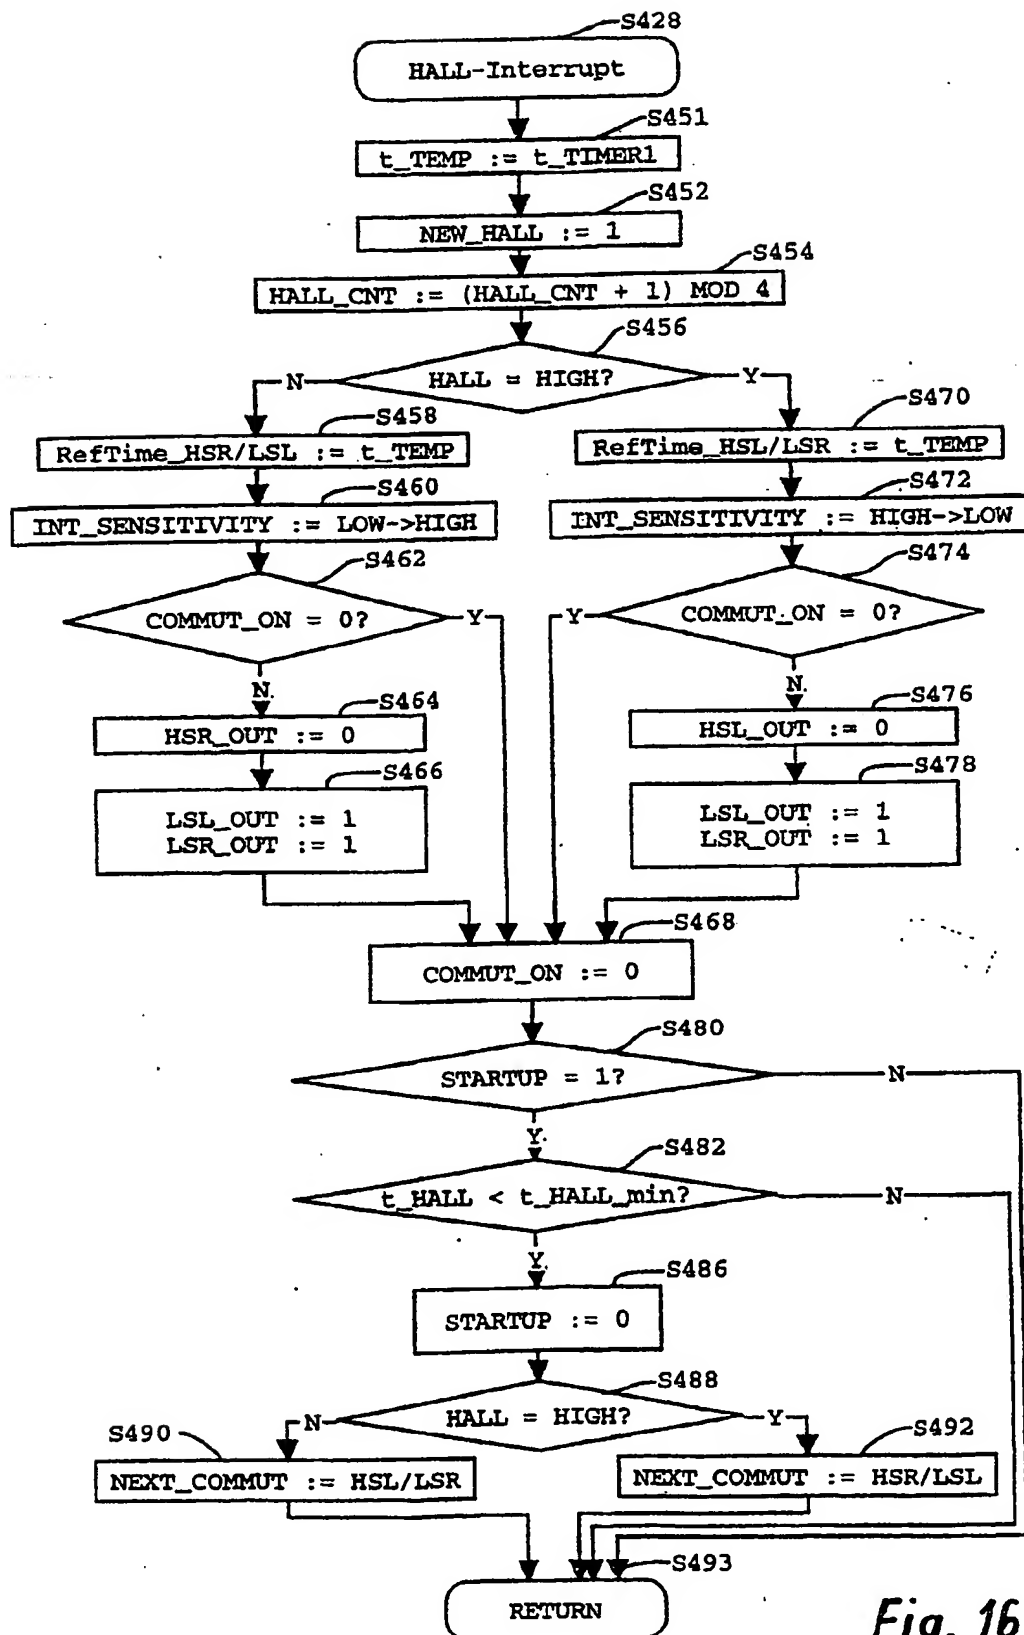 S428
HALL-Interrupt
S451
t_TEMP := t_TIMER1
S452
NEW_HALL := 1
S454
HALL_CNT := (HALL_CNT + 1) MOD 4
S456
HALL = HIGH?
N
Y
S458
RefTime_HSR/LSL := t_TEMP
S470
RefTime_HSL/LSR := t_TEMP
S460
INT_SENSITIVITY := LOW->HIGH
S472
INT_SENSITIVITY := HIGH->LOW
S462
COMMUT_ON = 0?
Y
S474
Y
COMMUT_ON = 0?
N
N
S464
HSR_OUT := 0
S476
HSL_OUT := 0
S466
LSL_OUT := 1
LSR_OUT := 1
S478
LSL_OUT := 1
LSR_OUT := 1
S468
COMMUT_ON := 0
S480
STARTUP = 1?
N
Y
S482
t_HALL < t_HALL_min?
N
Y
S486
STARTUP := 0
S488
HALL = HIGH?
N
Y
S490
NEXT_COMMUT := HSL/LSR
S492
NEXT_COMMUT := HSR/LSL
S493
RETURN
Fig. 16